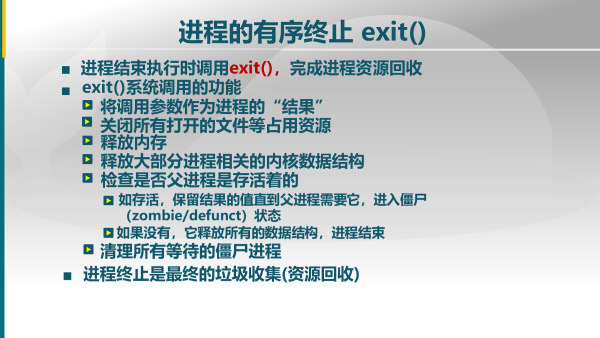 进程的有序终止 exit()
进程结束执行时调用exit()，完成进程资源回收
exit()系统调用的功能
将调用参数作为进程的“结果”
关闭所有打开的文件等占用资源
释放内存
释放大部分进程相关的内核数据结构
检查是否父进程是存活着的
如存活，保留结果的值直到父进程需要它，进入僵尸
（zombie/defunct）状态
如果没有，它释放所有的数据结构，进程结束
清理所有等待的僵尸进程
进程终止是最终的垃圾收集(资源回收)